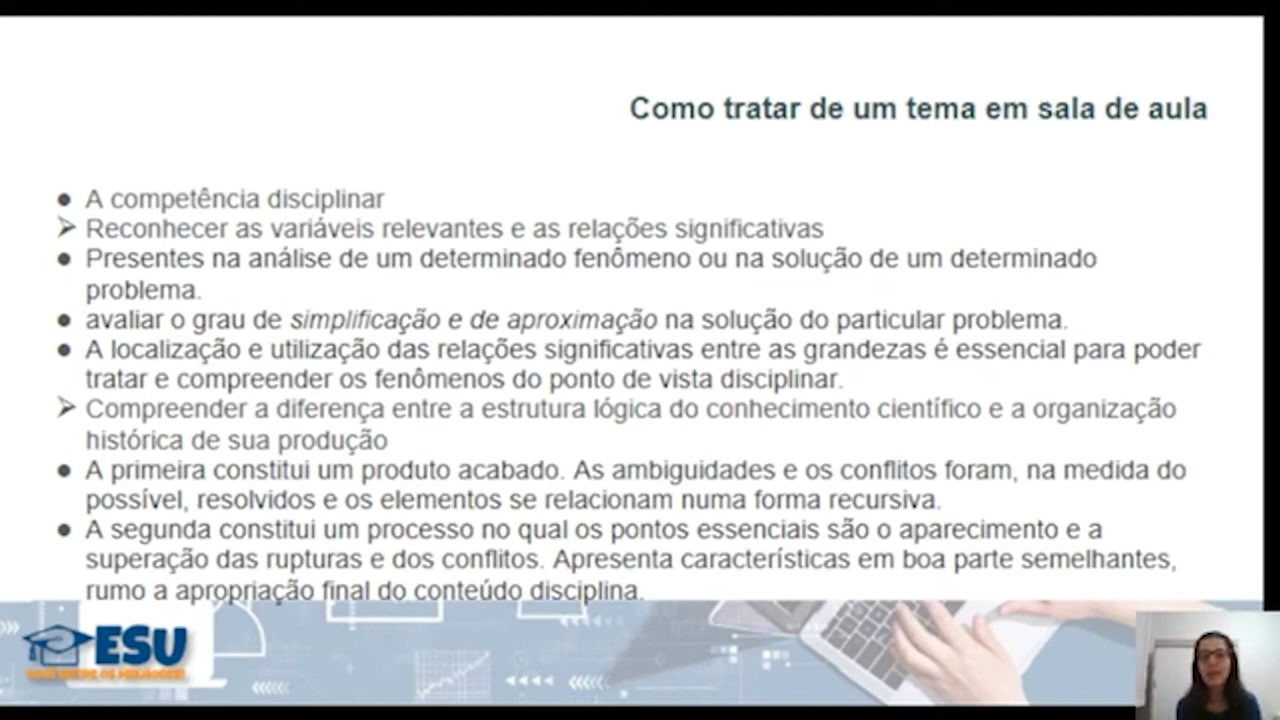 Como tratar de um tema em sala de aula
● A competência disciplinar
➢ Reconhecer as variáveis relevantes e as relações significativas
● Presentes na análise de um determinado fenômeno ou na solução de um determinado
problema.
● avaliar o grau de simplificação e de aproximação na solução do particular problema.
● A localização e utilização das relações significativas entre as grandezas é essencial para poder
tratar e compreender os fenômenos do ponto de vista disciplinar.
➢ Compreender a diferença entre a estrutura lógica do conhecimento científico e a organização
histórica de sua produção
● A primeira constitui um produto acabado. As ambiguidades e os conflitos foram, na medida do
possível, resolvidos e os elementos se relacionam numa forma recursiva.
● A segunda constitui um processo no qual os pontos essenciais são o aparecimento e a
superação das rupturas e dos conflitos. Apresenta características em boa parte semelhantes,
rumo a apropriação final do conteúdo disciplina.
ESU